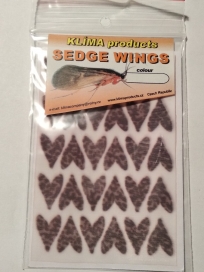 KLIMA products
SEDGE WINGS
colour
Czech Republic